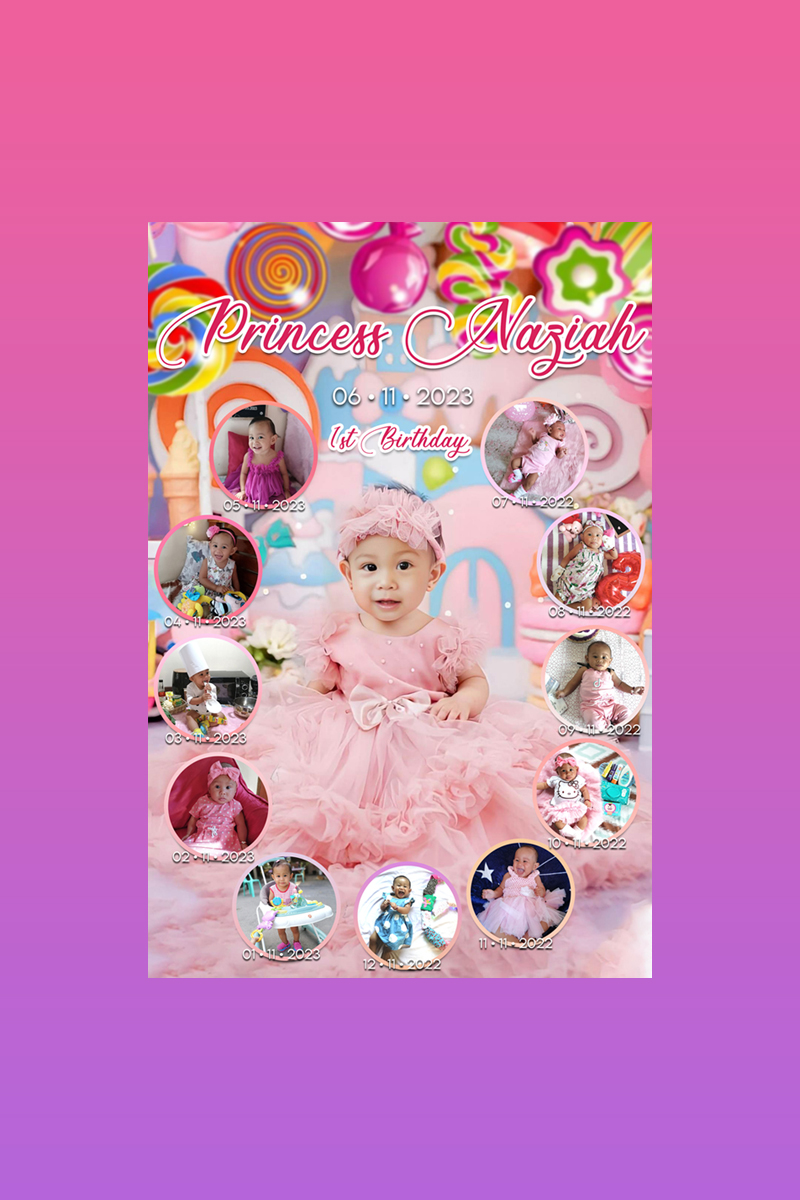 Princess Naziah
06 • 11 • 2023
1st Birthday
05 • 11 • 2023
07 • 11 • 2022
04 • 11 • 2023
08 • 11 • 2022
03 • 11 • 2023
09 • 11 • 2022
02 • 11 • 2023
10 • 11 • 2022
01 • 11 • 2023
12 • 11 • 2022
11 • 11 • 2022